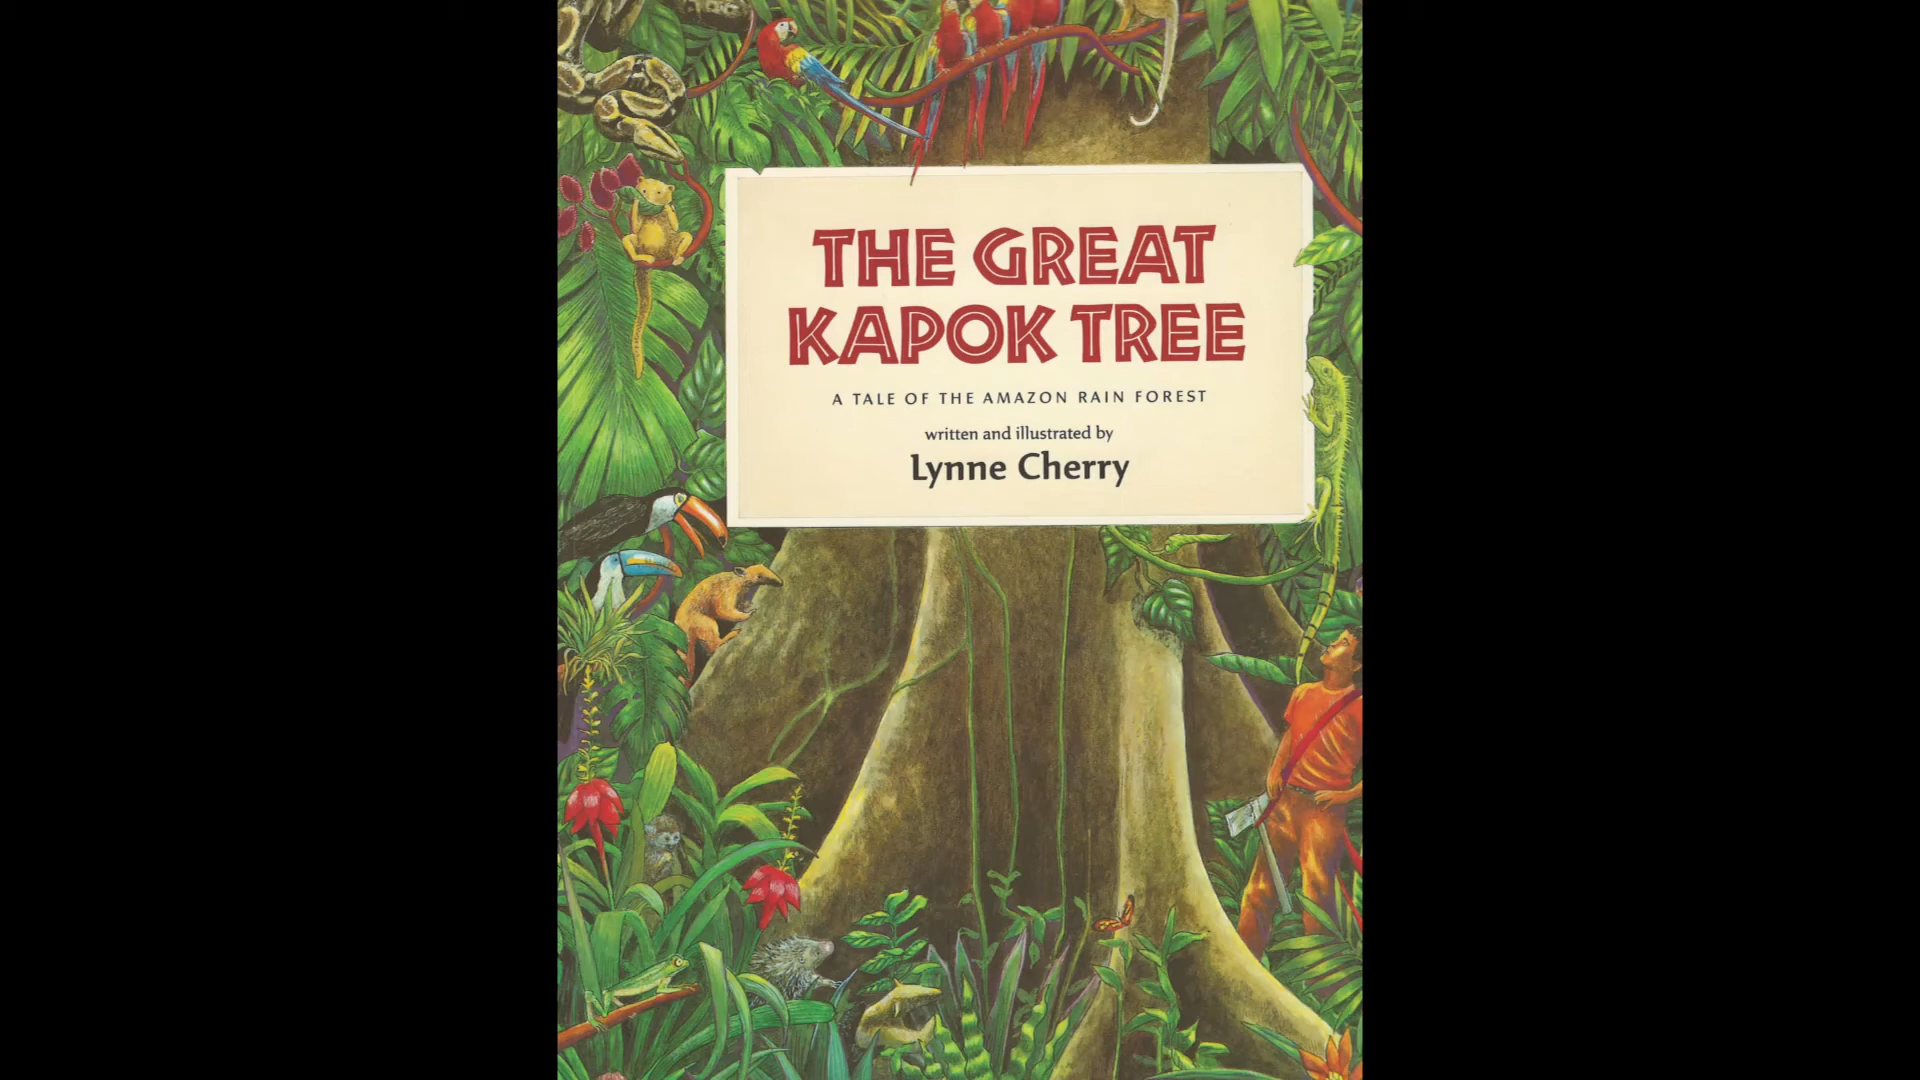 THE GREAT
KAPOK TREE
A TALE OF THE AMAZON RAIN FOREST
written and illustrated by
Lynne Cherry